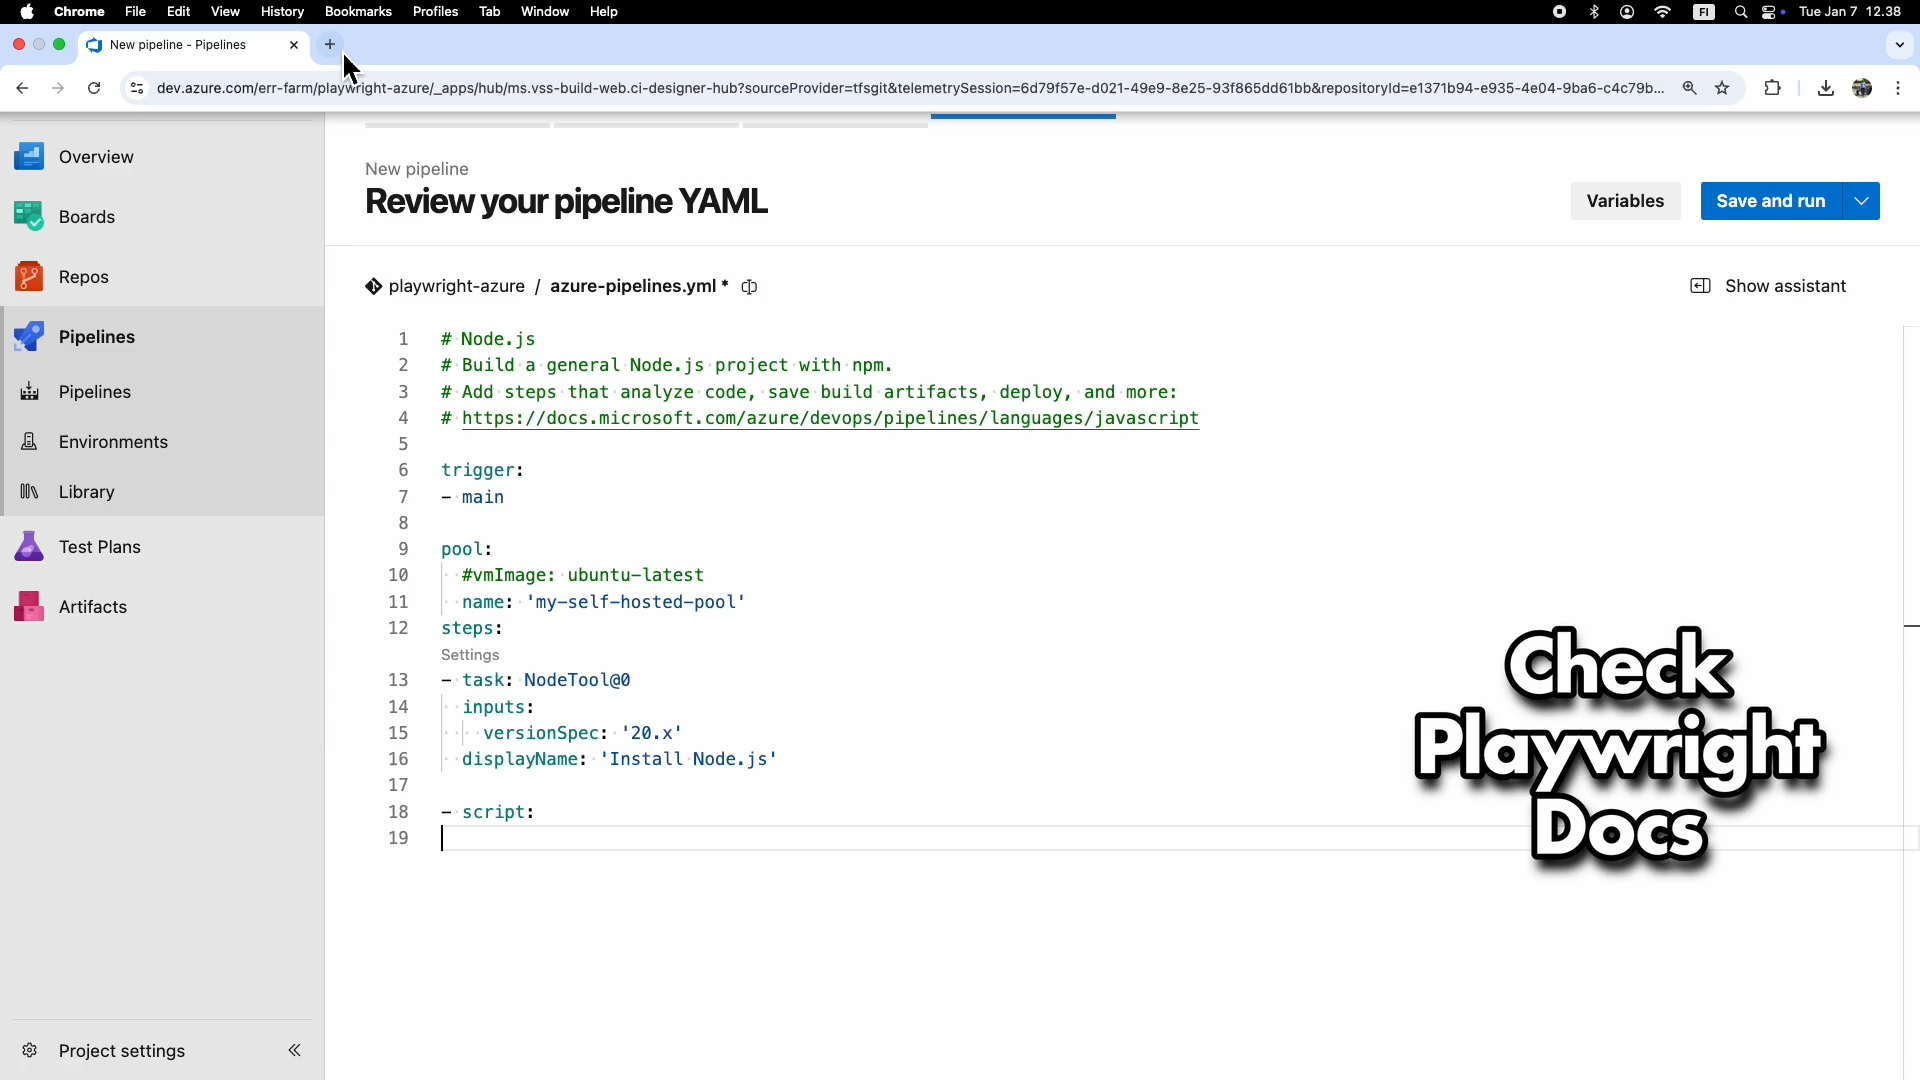 Chrome File Edit View History Bookmarks Profiles Tab Window Help FI Tue Jan 7 12.38
New pipeline - Pipelines
dev.azure.com/err-farm/playwright-azure/_apps/hub/ms.vss-build-web.ci-designer-hub?sourceProvider=tfsgit&telemetrySession=6d79f57e-d021-49e9-8e25-93f865dd61bb&repositoryId=e1371b94-e935-4e04-9ba6-c4c79b...
Overview
Boards
Repos
Pipelines
Pipelines
Environments
Library
Test Plans
Artifacts
Project settings
New pipeline
Review your pipeline YAML
Variables
Save and run
playwright-azure / azure-pipelines.yml *
Show assistant
1 # Node.js
2 # Build a general Node.js project with npm.
3 # Add steps that analyze code, save build artifacts, deploy, and more:
4 # https://docs.microsoft.com/azure/devops/pipelines/languages/javascript
5
6 trigger:
7 - main
8
9 pool:
10 #vmImage: ubuntu-latest
11 name: 'my-self-hosted-pool'
12 steps:
Settings
13 - task: NodeTool@0
14 inputs:
15 versionSpec: '20.x'
16 displayName: 'Install Node.js'
17
18 - script:
19
Check
Playwright
Docs